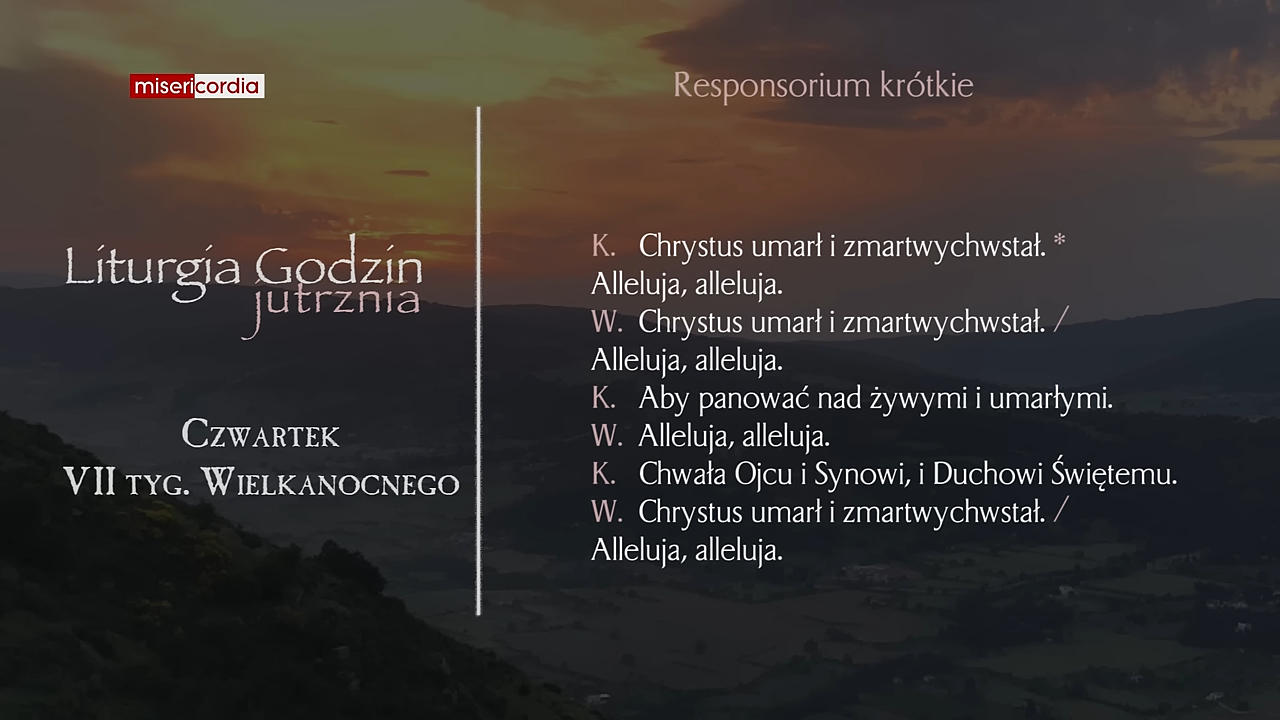 misericordia
Liturgia Godzin
jutrznia
Czwartek
VII tyg. Wielkanocnego
Responsorium krótkie
K. Chrystus umarł i zmartwychwstał. *
Alleluja, alleluja.
W. Chrystus umarł i zmartwychwstał. /
Alleluja, alleluja.
K. Aby panować nad żywymi i umarłymi.
W. Alleluja, alleluja.
K. Chwała Ojcu i Synowi, i Duchowi Świętemu.
W. Chrystus umarł i zmartwychwstał. /
Alleluja, alleluja.